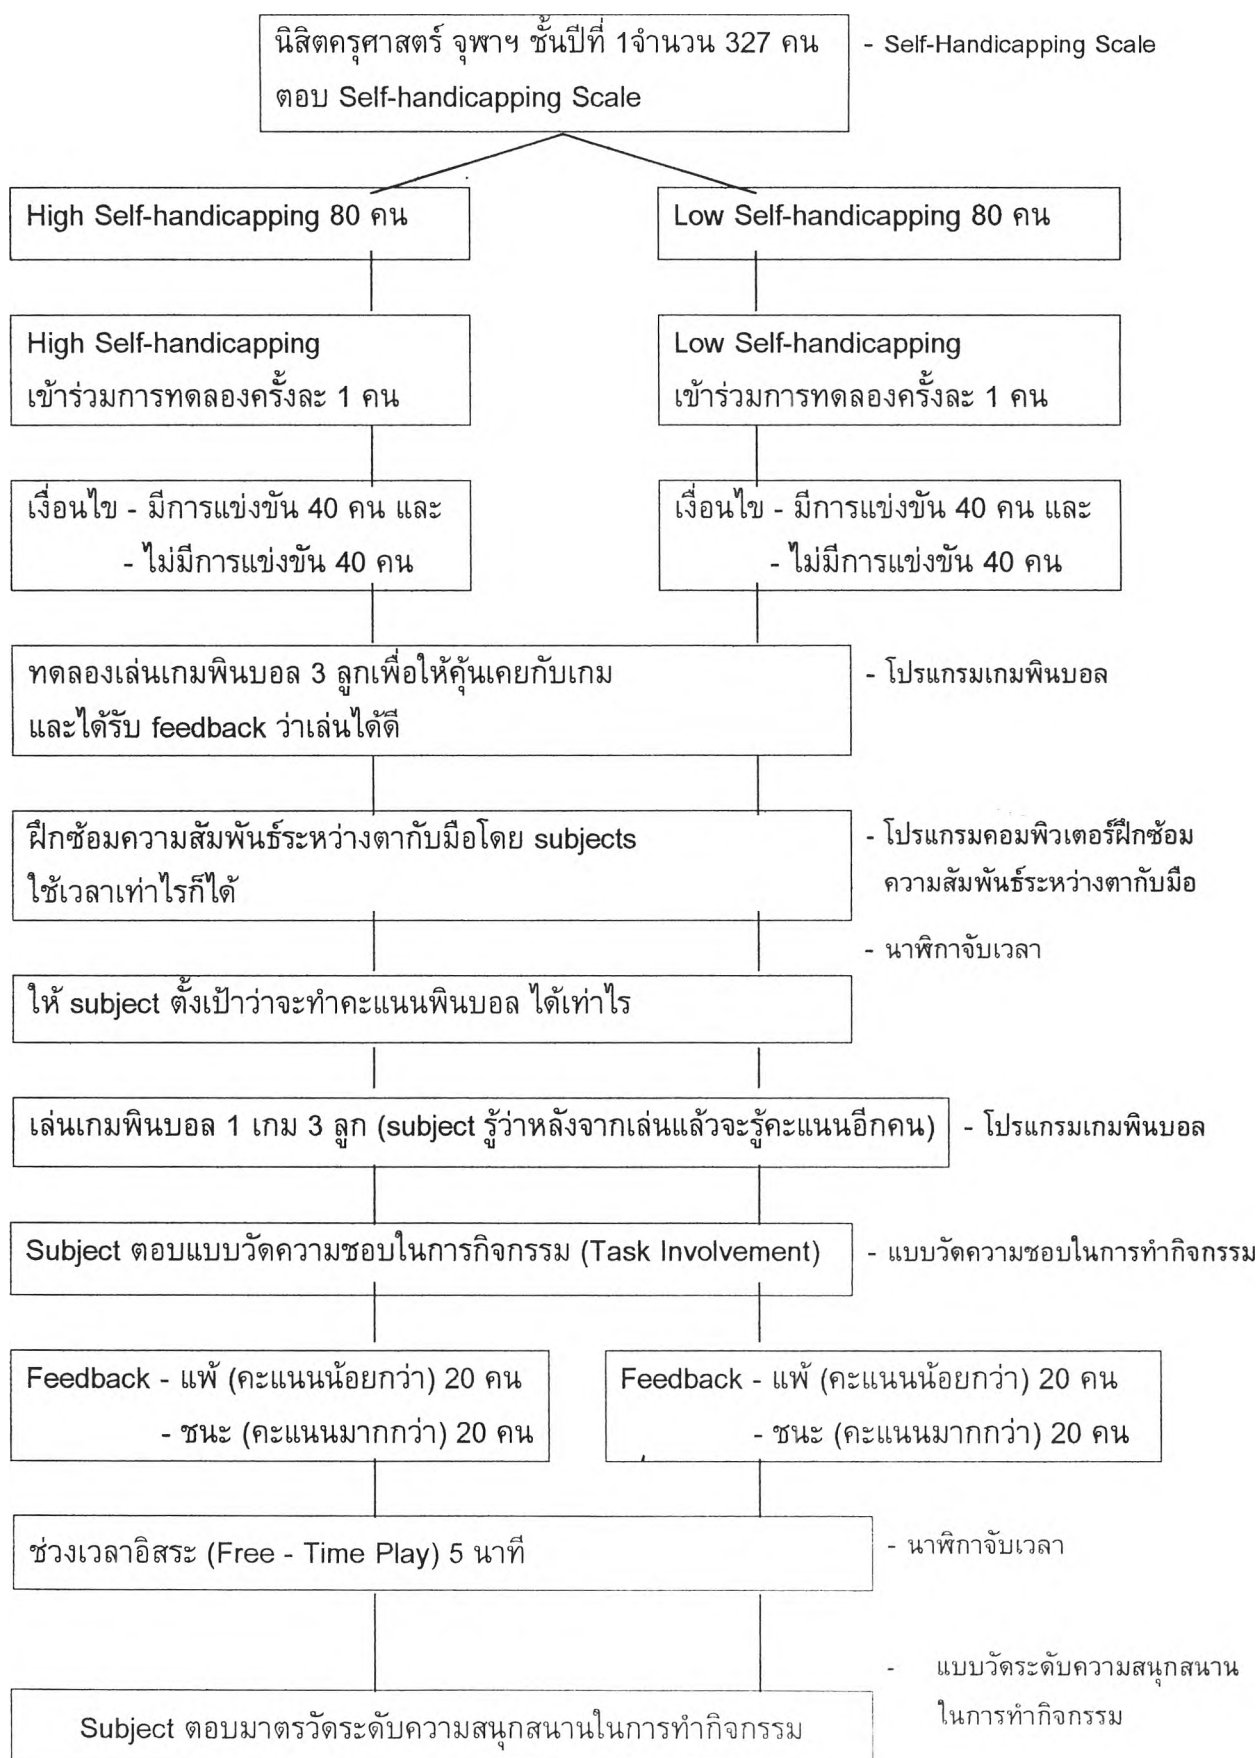 นิสิตครุศาสตร์ จุฬาฯ ชั้นปีที่ 1จำนวน 327 คน
ตอบ Self-handicapping Scale
- Self-Handicapping Scale
High Self-handicapping 80 คน
Low Self-handicapping 80 คน
High Self-handicapping
เข้าร่วมการทดลองครั้งละ 1 คน
Low Self-handicapping
เข้าร่วมการทดลองครั้งละ 1 คน
เงื่อนไข - มีการแข่งขัน 40 คน และ
- ไม่มีการแข่งขัน 40 คน
เงื่อนไข - มีการแข่งขัน 40 คน และ
- ไม่มีการแข่งขัน 40 คน
ทดลองเล่นเกมพินบอล 3 ลูกเพื่อให้คุ้นเคยกับเกม
และได้รับ feedback ว่าเล่นได้ดี
- โปรแกรมเกมพินบอล
ฝึกซ้อมความสัมพันธ์ระหว่างตากับมือโดย subjects
ใช้เวลาเท่าไรก็ได้
- โปรแกรมคอมพิวเตอร์ฝึกซ้อม
ความสัมพันธ์ระหว่างตากับมือ
- นาฬิกาจับเวลา
ให้ subject ตั้งเป้าว่าจะทำคะแนนพินบอล ได้เท่าไร
เล่นเกมพินบอล 1 เกม 3 ลูก (subject รู้ว่าหลังจากเล่นแล้วจะรู้คะแนนอีกคน)
- โปรแกรมเกมพินบอล
Subject ตอบแบบวัดความชอบในการกิจกรรม (Task Involvement)
- แบบวัดความชอบในการทำกิจกรรม
Feedback - แพ้ (คะแนนน้อยกว่า) 20 คน
- ชนะ (คะแนนมากกว่า) 20 คน
Feedback - แพ้ (คะแนนน้อยกว่า) 20 คน
- ชนะ (คะแนนมากกว่า) 20 คน
ช่วงเวลาอิสระ (Free - Time Play) 5 นาที
- นาฬิกาจับเวลา
- แบบวัดระดับความสนุกสนาน
ในการทำกิจกรรม
Subject ตอบมาตรวัดระดับความสนุกสนานในการทำกิจกรรม